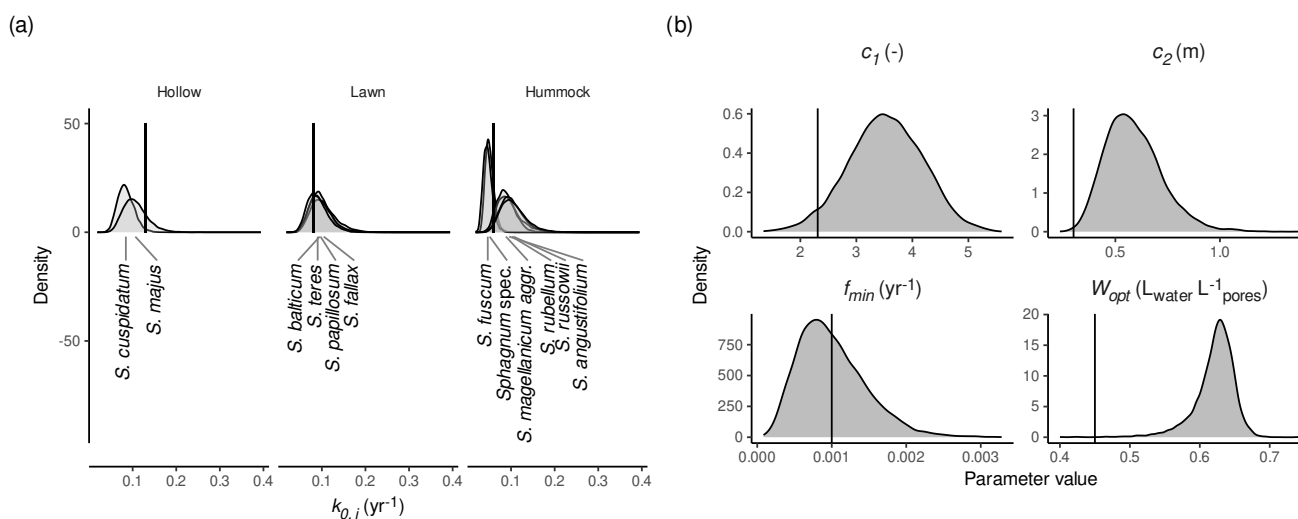 (a)
Hollow
Lawn
Hummock
50
0
-50
Density
S. cuspidatum
S. majus
S. balticum
S. teres
S. papillosum
S. fallax
S. fuscum
Sphagnum spec.
S. magellanicum aggr.
S. rubellum
S. russowii
S. angustifolium
0.1 0.2 0.3 0.4
0.1 0.2 0.3 0.4
0.1 0.2 0.3 0.4
k0, i (yr-1)
(b)
c1 (-)
c2 (m)
0.6
0.4
0.2
0.0
2 3 4 5
3
2
1
0
0.5 1.0
Density
fmin (yr-1)
Wopt (Lwater L-1pores)
750
500
250
0
0.000 0.001 0.002 0.003
20
15
10
5
0
0.4 0.5 0.6 0.7
Parameter value